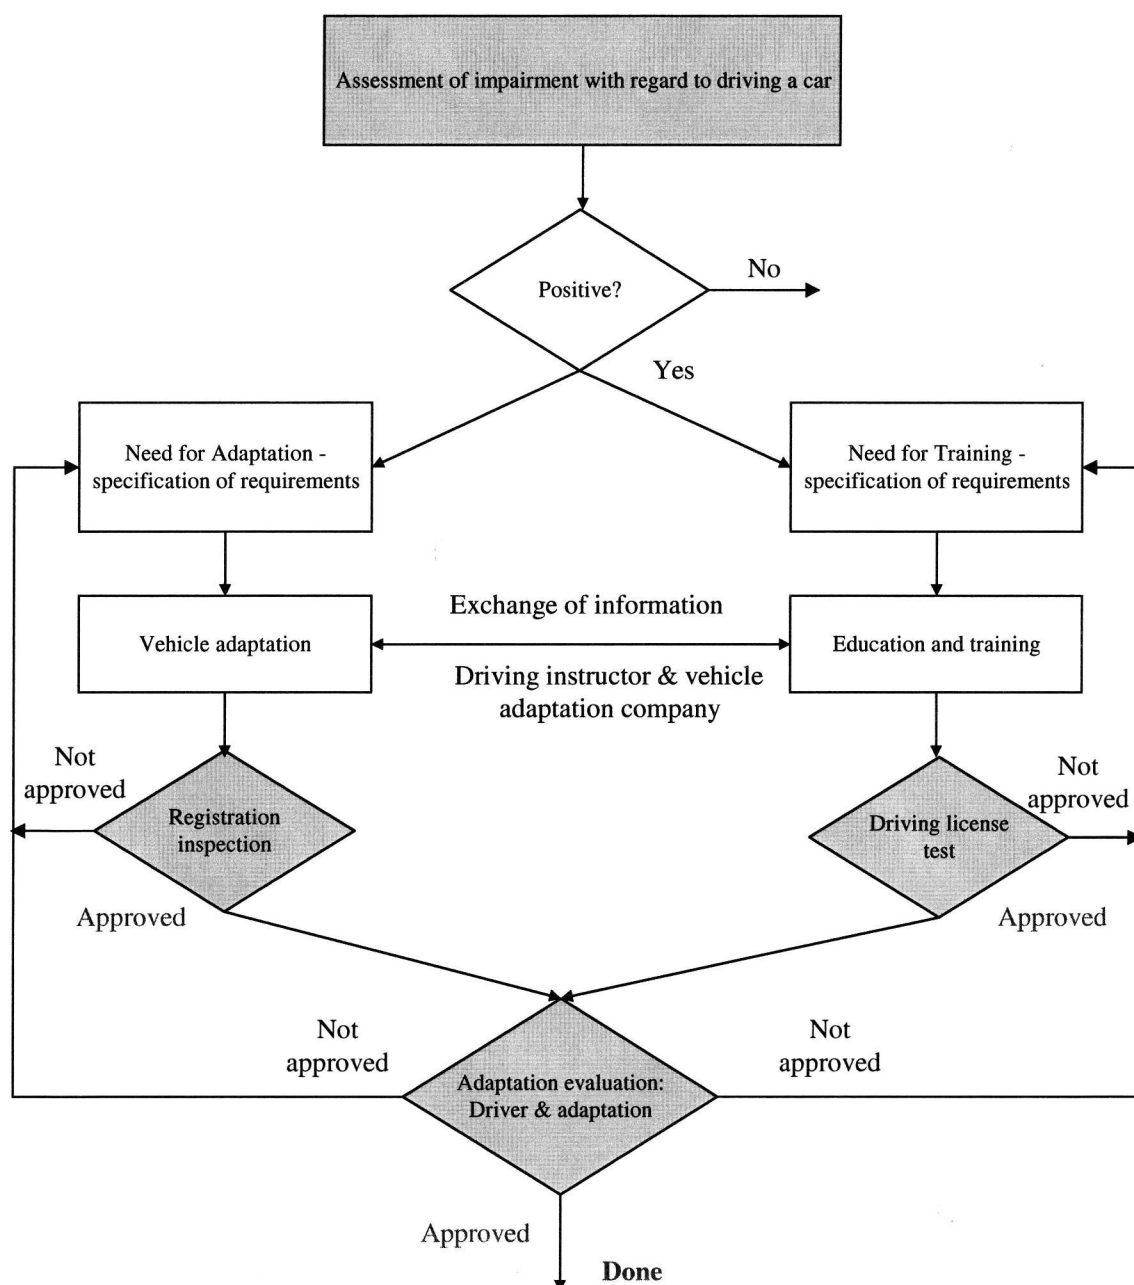 Assessment of impairment with regard to driving a car
Positive?
No
Yes
Need for Adaptation -
specification of requirements
Need for Training -
specification of requirements
Exchange of information
Vehicle adaptation
Education and training
Driving instructor & vehicle
adaptation company
Not
approved
Registration
inspection
Approved
Not
approved
Driving license
test
Approved
Not
approved
Not
approved
Adaptation evaluation:
Driver & adaptation
Approved
Done